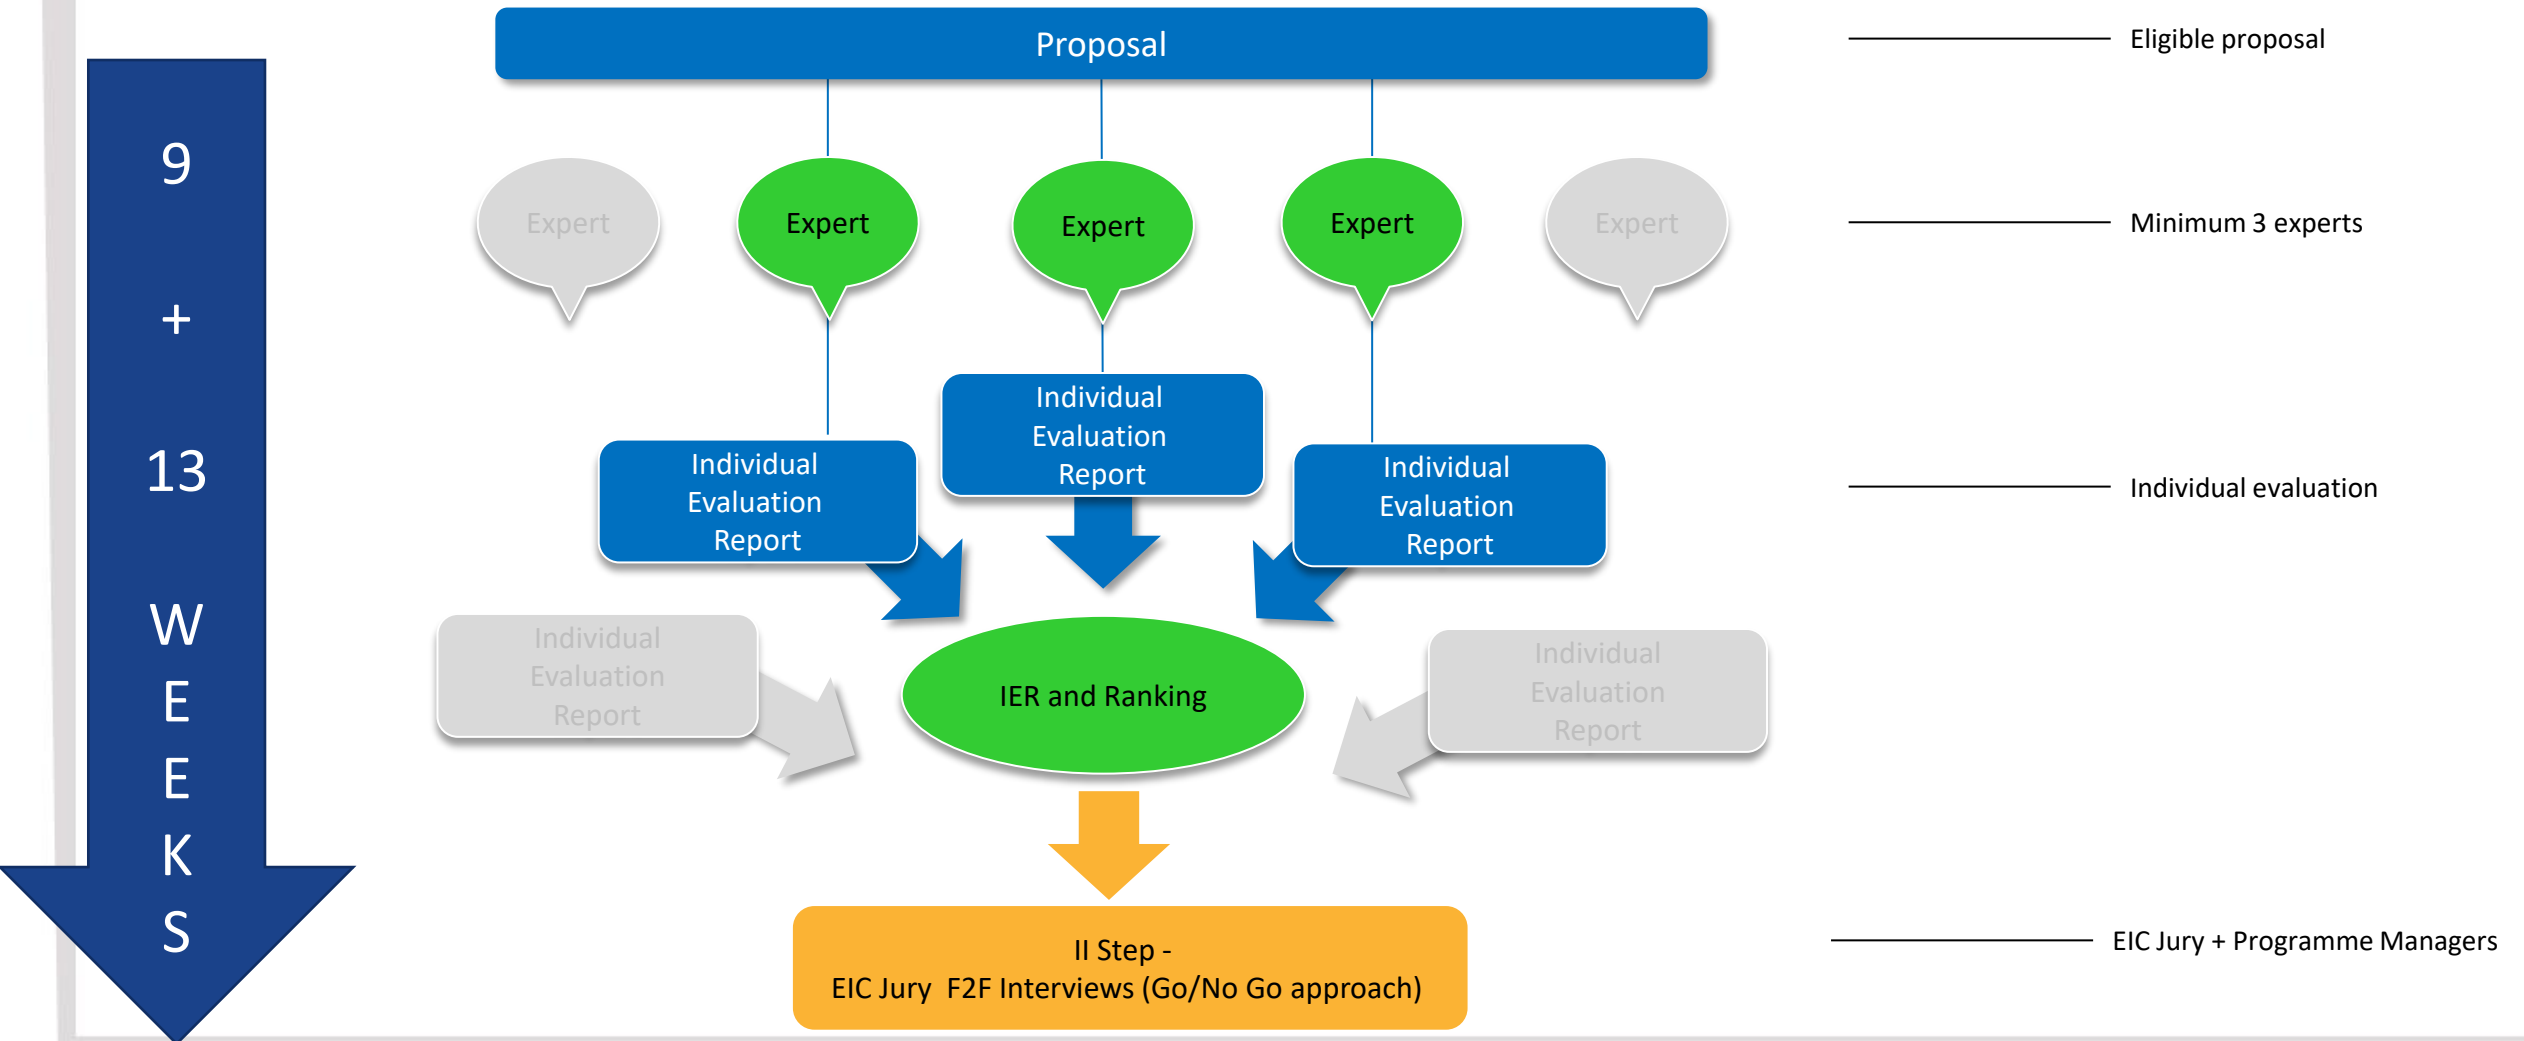 Proposal
Eligible proposal
9
+
13
W
E
E
K
S
Expert
Expert
Expert
Expert
Expert
Minimum 3 experts
Individual
Evaluation
Report
Individual
Evaluation
Report
Individual
Evaluation
Report
Individual evaluation
Individual
Evaluation
Report
IER and Ranking
Individual
Evaluation
Report
II Step -
EIC Jury  F2F Interviews (Go/No Go approach)
EIC Jury + Programme Managers